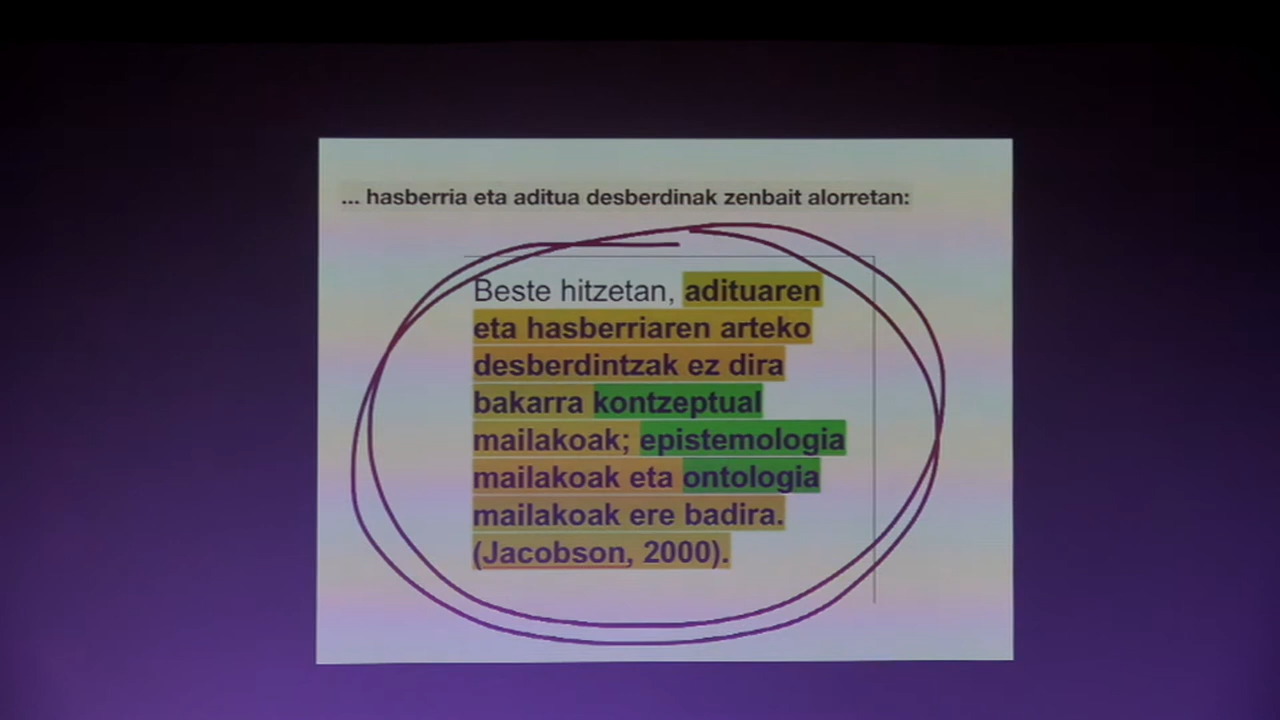 ... hasberria eta aditua desberdinak zenbait alorretan:
Beste hitzetan, adituaren
eta hasberriaren arteko
desberdintzak ez dira
bakarra kontzeptual
mailakoak; epistemologia
mailakoak eta ontologia
mailakoak ere badira.
(Jacobson, 2000).